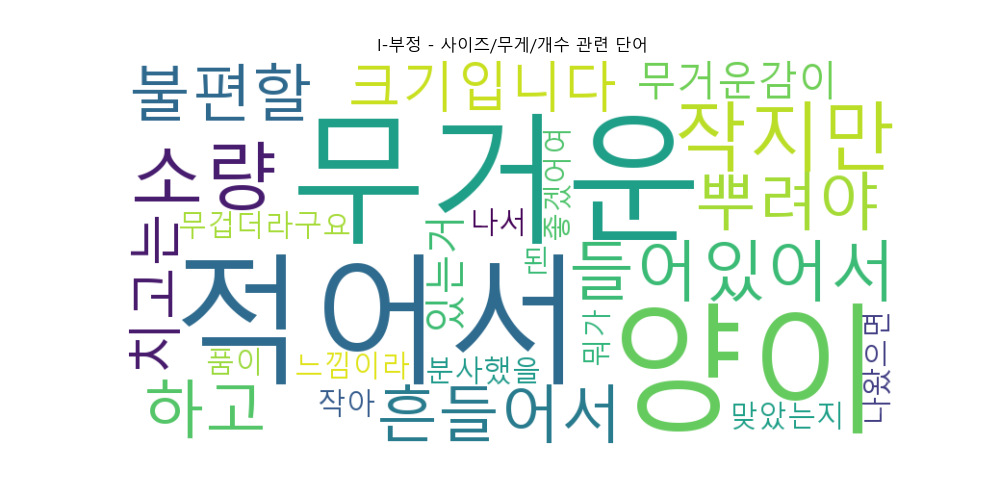 I-부정 - 사이즈/무게/개수 관련 단어
불편할
크기입니다
무거운감이
무거운
작지만
소량
좋겠어여
뿌려야
무겁더라구요
나서
치고는
있는거
된
들어있어서
적어서
양이
뭐가
나왔으면
품이
느낌이라
분사했을
하고
작아
흔들어서
맞았는지